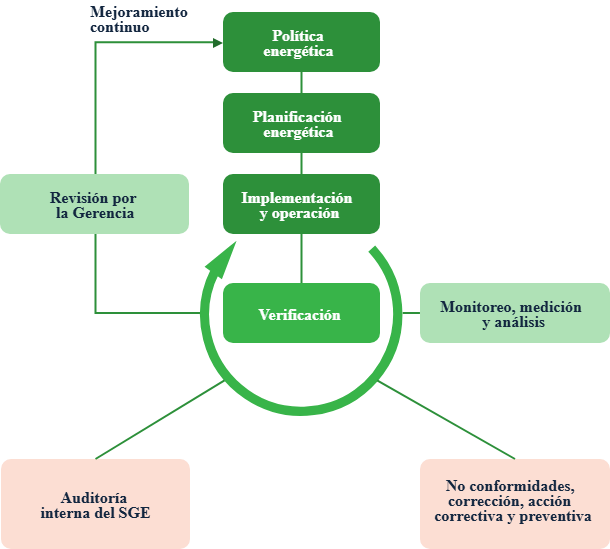 Mejoramiento
continuo
Política
energética
Planificación
energética
Revisión por
la Gerencia
Implementación
y operación
Verificación
Monitoreo, medición
y análisis
Auditoría
interna del SGE
No conformidades,
corrección, acción
correctiva y preventiva